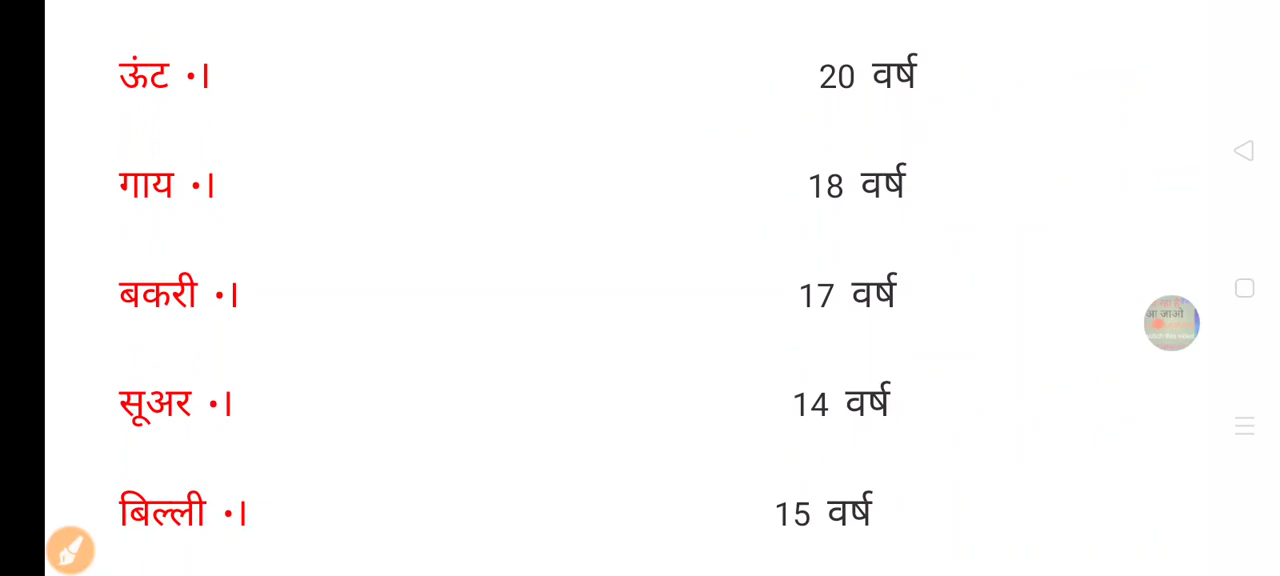 ऊंट •। 20 वर्ष
गाय •। 18 वर्ष
बकरी •। 17 वर्ष
सूअर •। 14 वर्ष
बिल्ली •। 15 वर्ष
आ जाओ